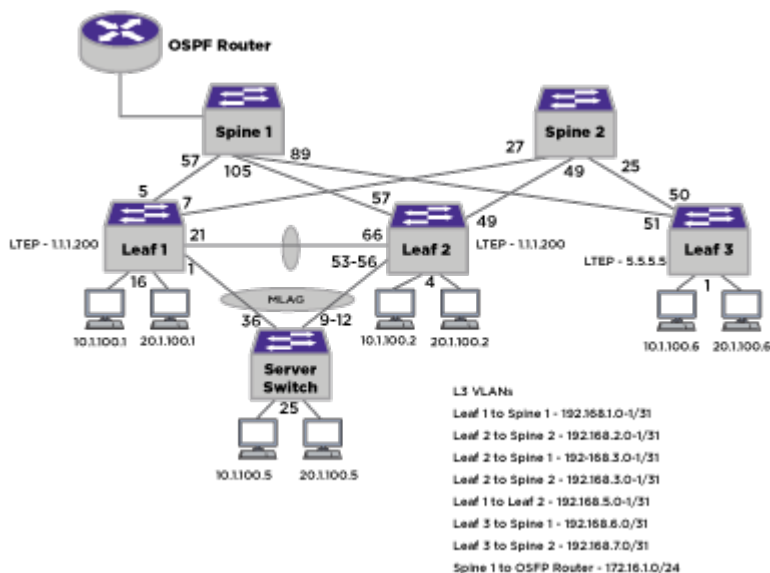 OSPF Router
Spine 1
Spine 2
57
105
89
27
49
25
5
7
57
49
50
51
LTEP - 1.1.1.200
Leaf 1
21
66
Leaf 2
LTEP - 1.1.1.200
Leaf 3
LTEP - 5.5.5.5
16
1
53-56
4
1
MLAG
10.1.100.1
20.1.100.1
36
9-12
10.1.100.2
20.1.100.2
10.1.100.6
20.1.100.6
Server
Switch
25
10.1.100.5
20.1.100.5
L3 VLANs
Leaf 1 to Spine 1 - 192.168.1.0-1/31
Leaf 2 to Spine 2 - 192.168.2.0-1/31
Leaf 2 to Spine 1 - 192-168.3.0-1/31
Leaf 2 to Spine 2 - 192.168.3.0-1/31
Leaf 1 to Leaf 2 - 192.168.5.0-1/31
Leaf 3 to Spine 1 - 192.168.6.0/31
Leaf 3 to Spine 2 - 192.168.7.0/31
Spine 1 to OSFP Router - 172.16.1.0/24